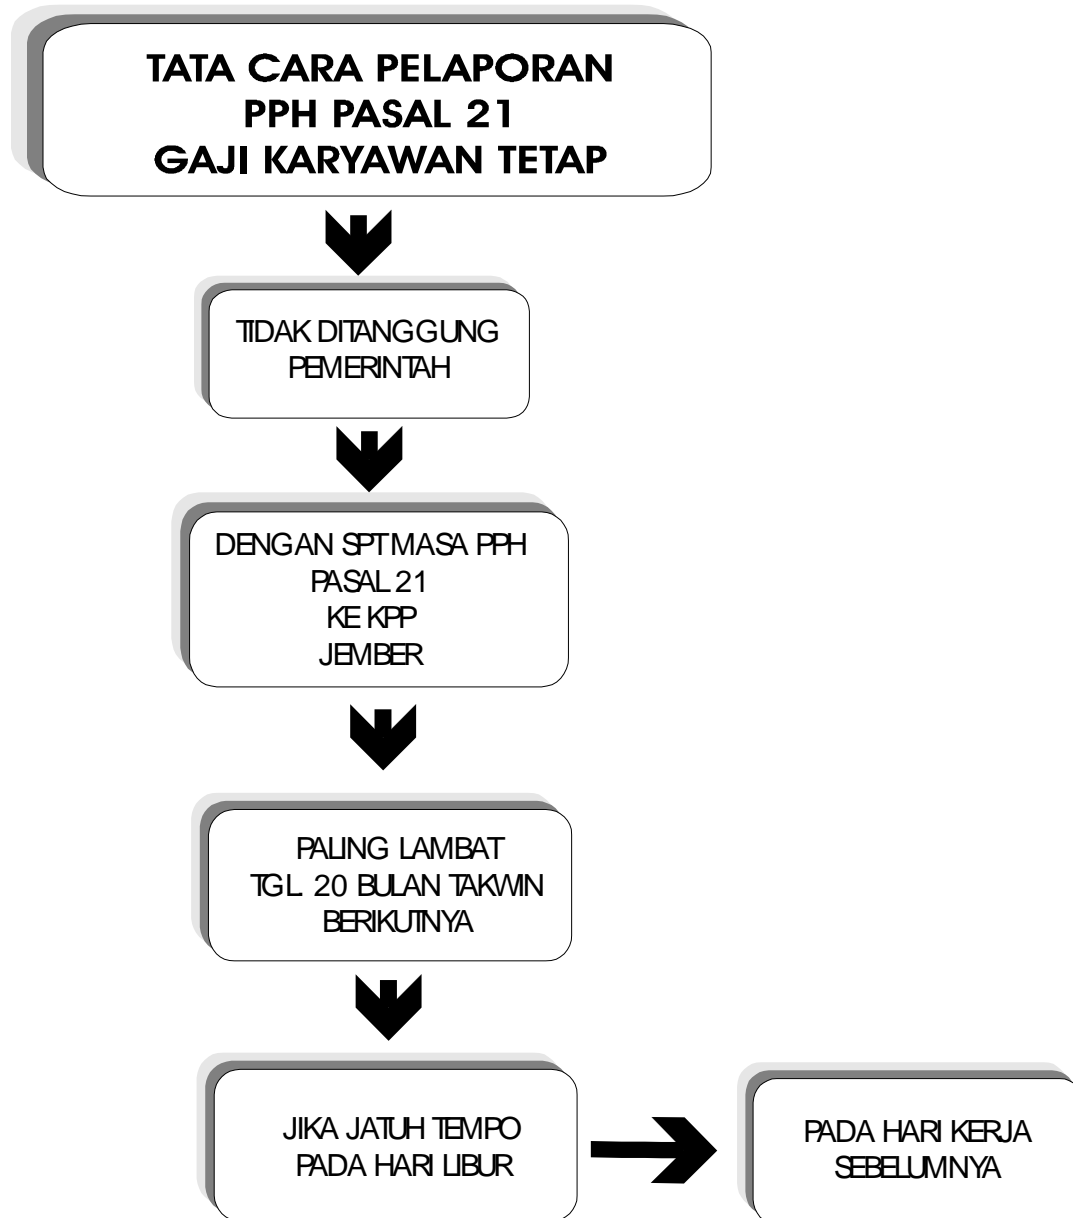 TATA CARA PELAPORAN
PPH PASAL 21
GAJI KARYAWAN TETAP
TIDAK DITANGGUNG
PEMERINTAH
DENGAN SPT MASA PPH
PASAL 21
KE KPP
JEMBER
PALING LAMBAT
TGL. 20 BULAN TAKWIN
BERIKUTNYA
JIKA JATUH TEMPO
PADA HARI LIBUR
PADA HARI KERJA
SEBELUMNYA